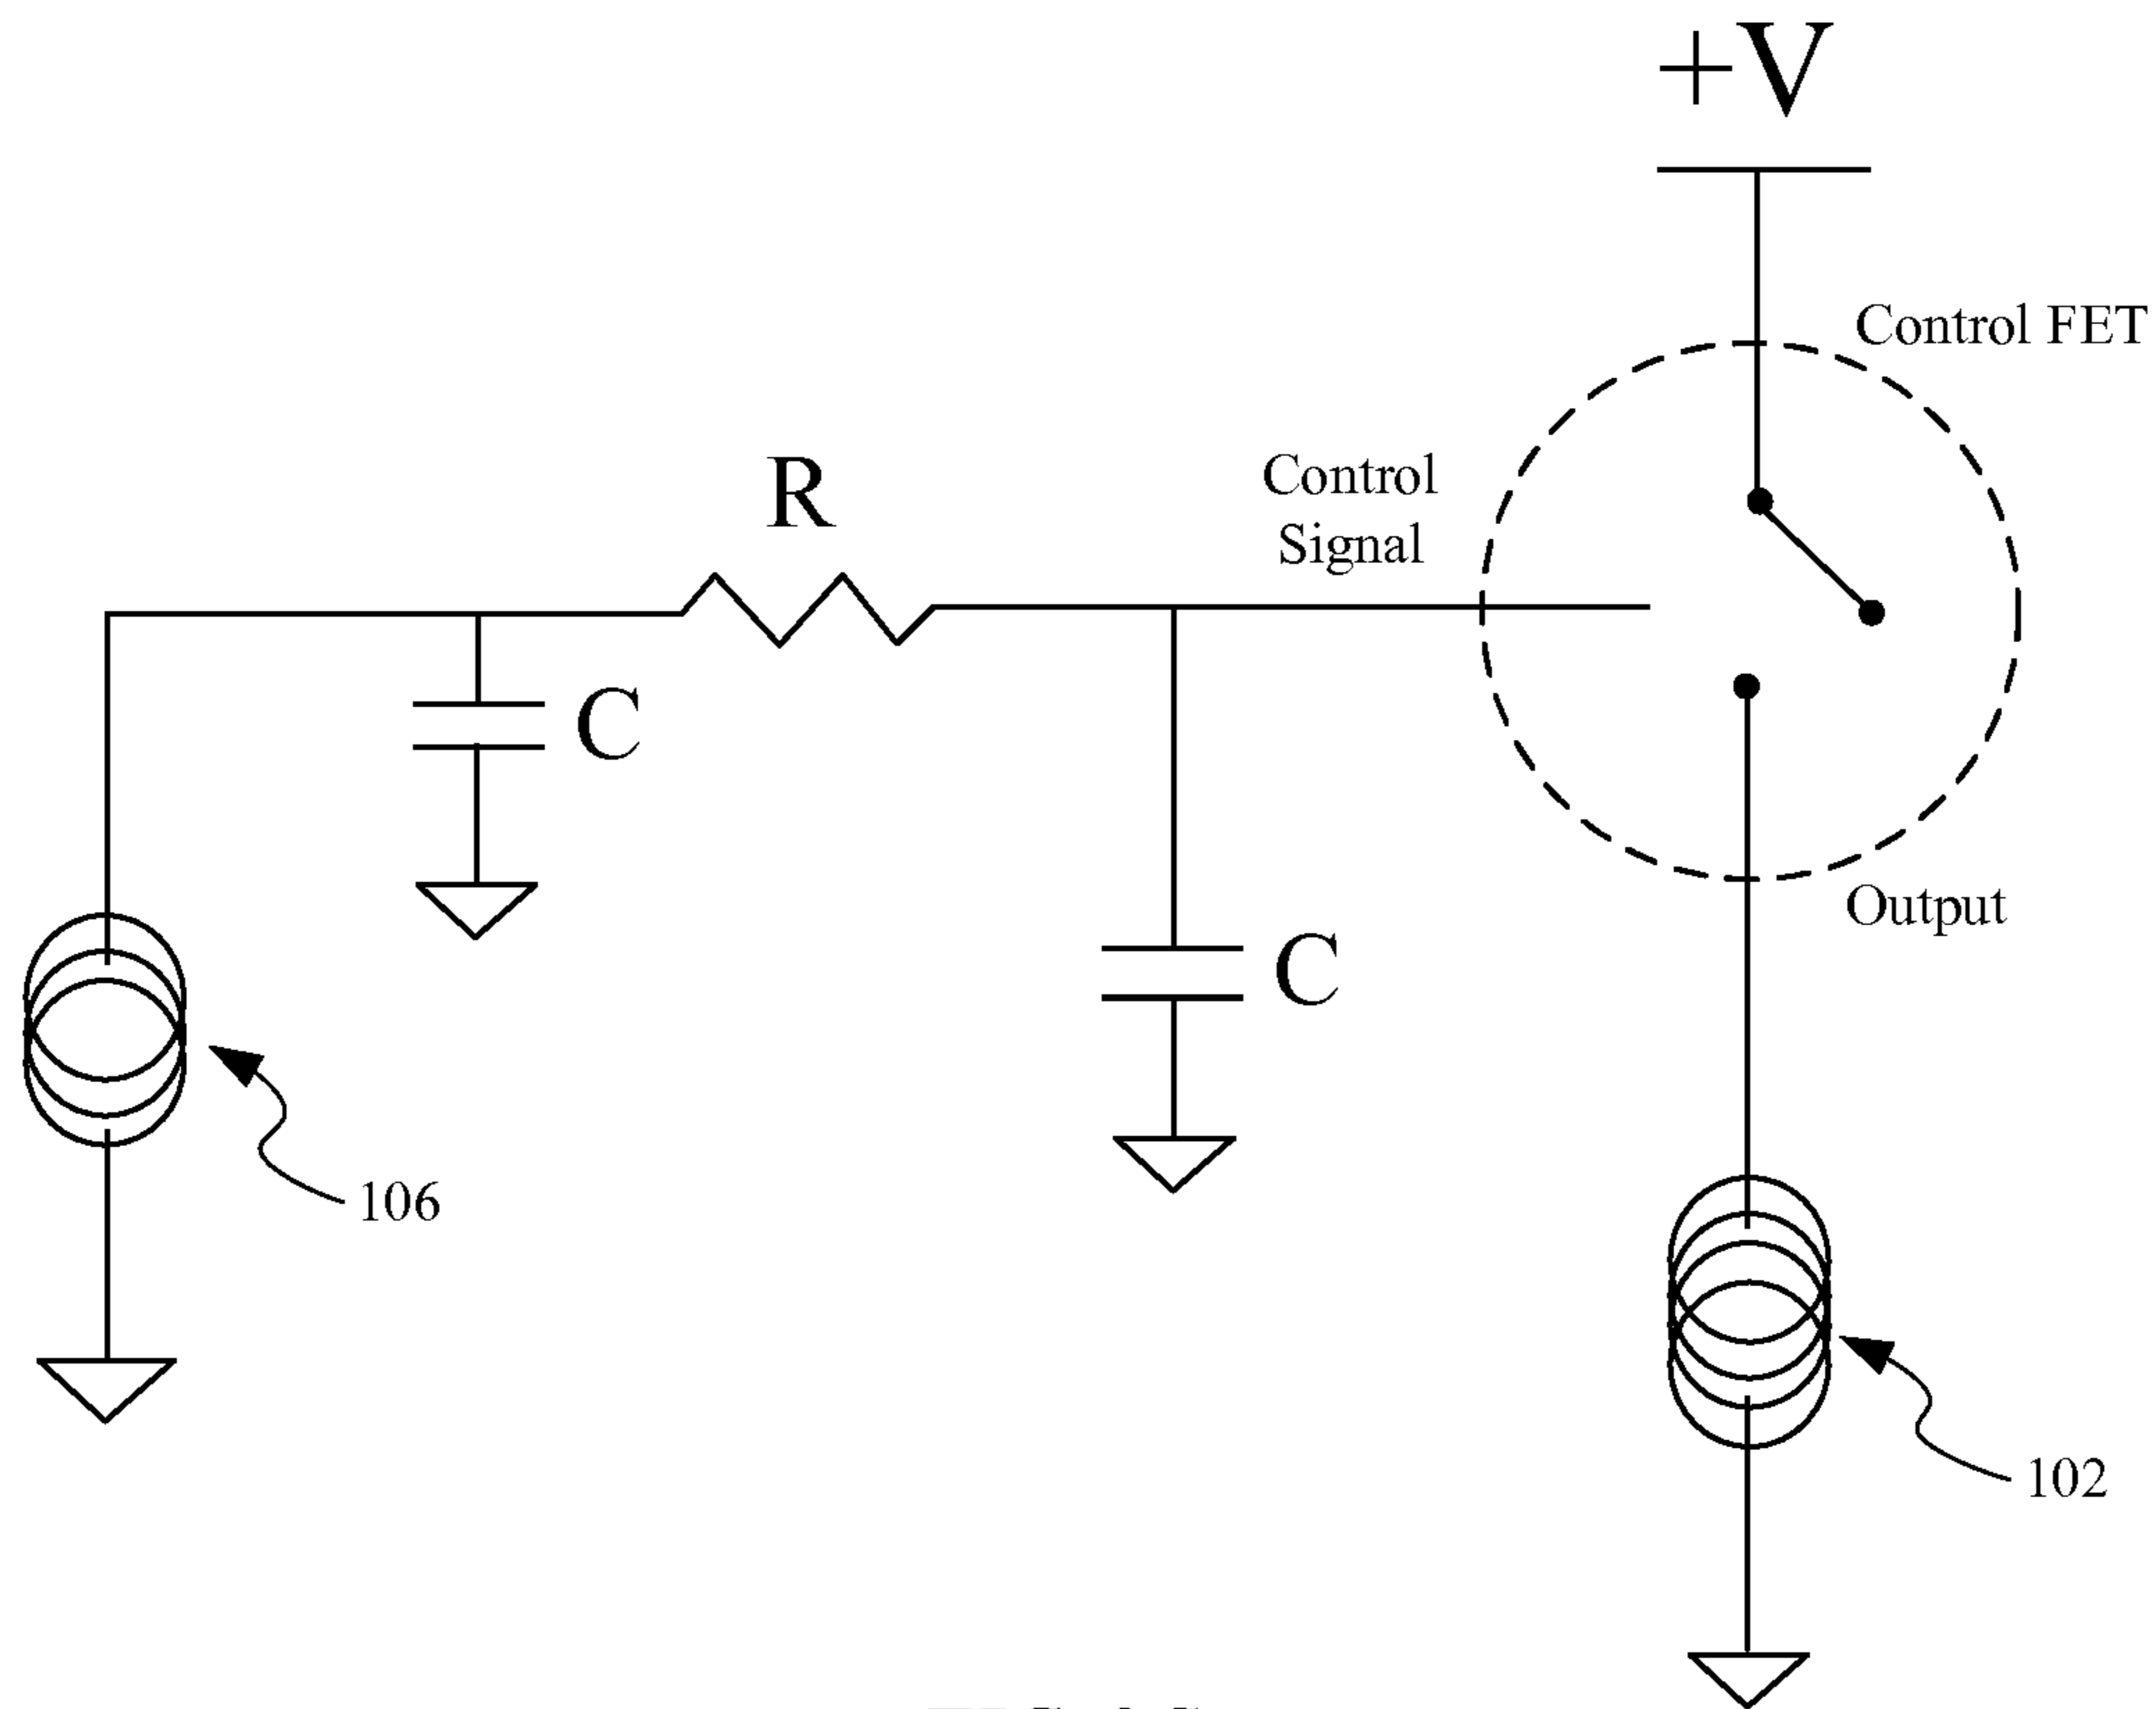 +V
Control FET
R
Control
Signal
C
Output
C
106
102